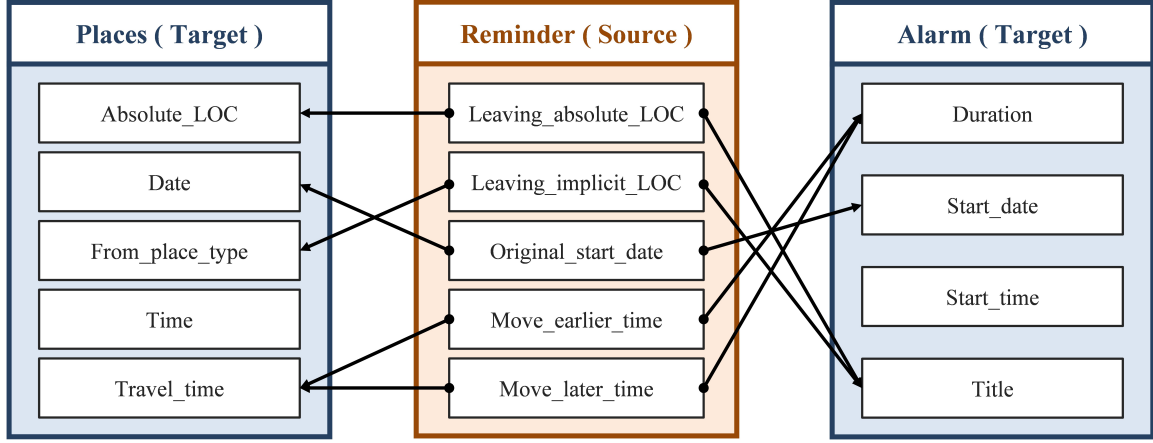 Places ( Target )
Absolute_LOC
Date
From_place_type
Time
Travel_time
Reminder ( Source )
Leaving_absolute_LOC
Leaving_implicit_LOC
Original_start_date
Move_earlier_time
Move_later_time
Alarm ( Target )
Duration
Start_date
Start_time
Title